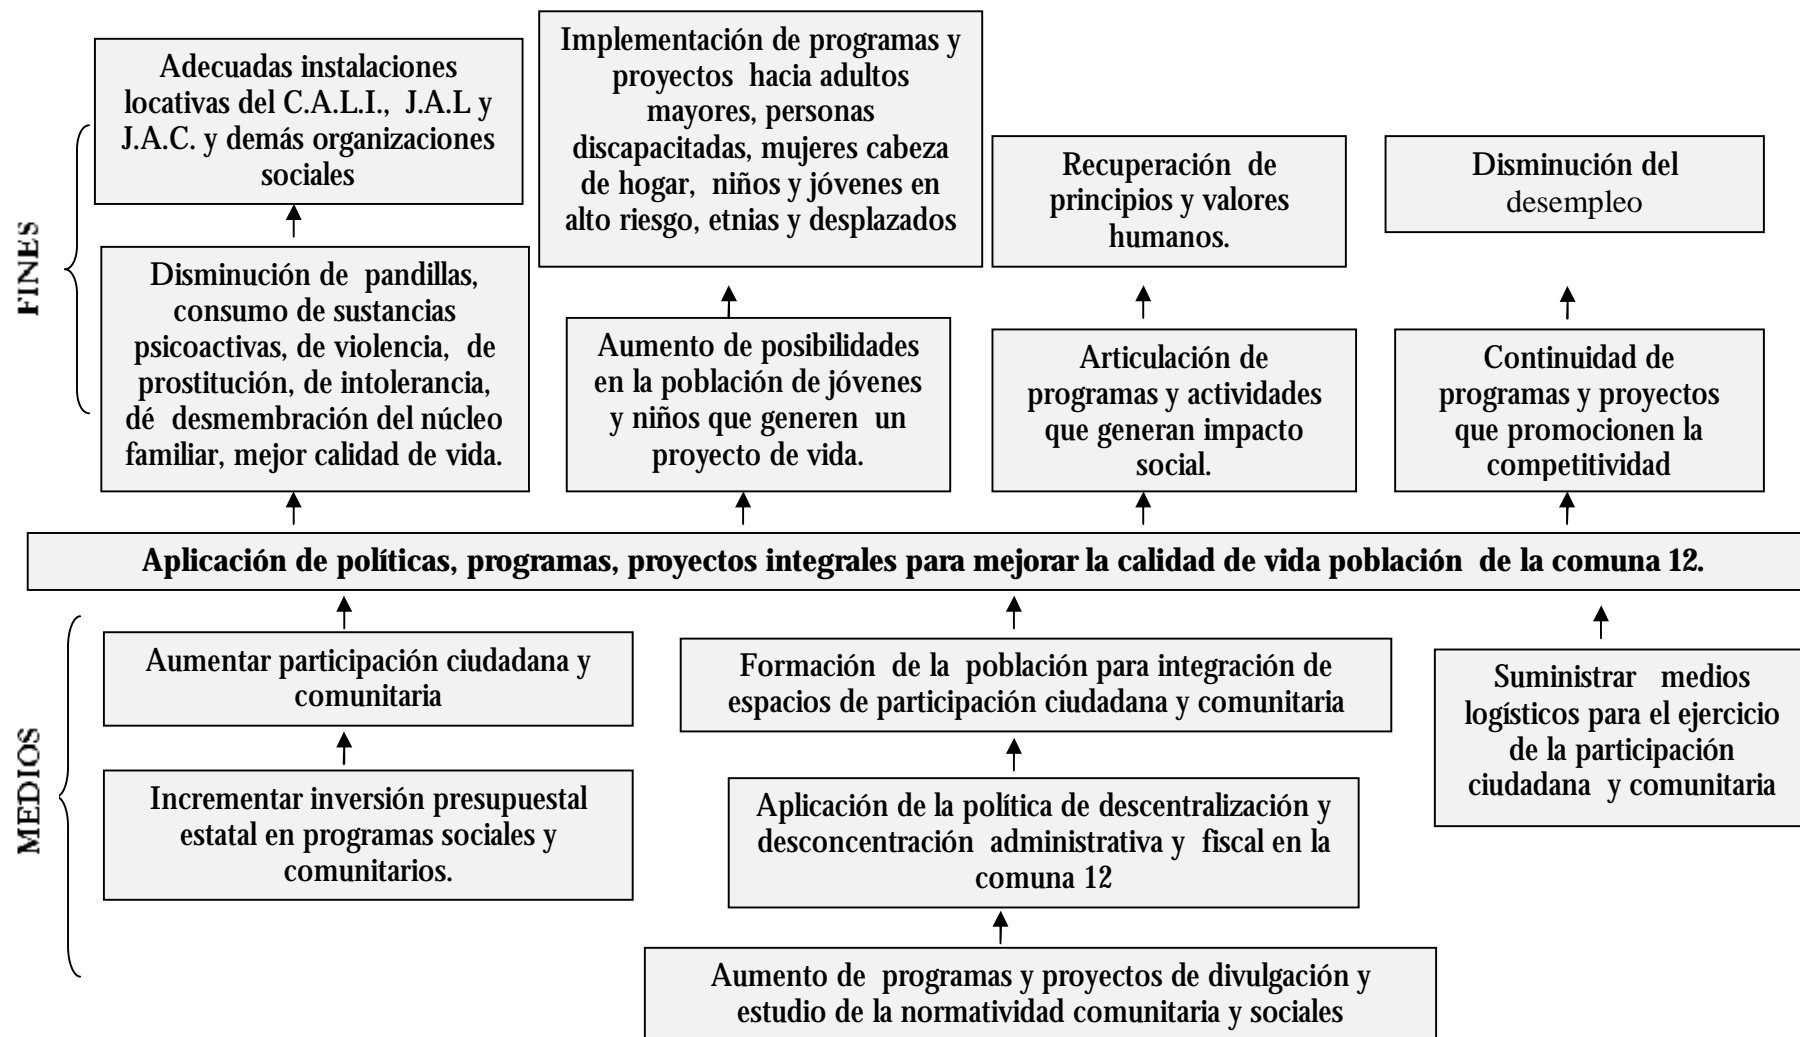 FINES
Adecuadas instalaciones
locativas del C.A.L.I., J.A.L y
J.A.C. y demás organizaciones
sociales
Implementación de programas y
proyectos hacia adultos
mayores, personas
discapacitadas, mujeres cabeza
de hogar, niños y jóvenes en
alto riesgo, etnias y desplazados
Recuperación de
principios y valores
humanos.
Disminución del
desempleo
Disminución de pandillas,
consumo de sustancias
psicoactivas, de violencia, de
prostitución, de intolerancia,
dé desmembración del núcleo
familiar, mejor calidad de vida.
Aumento de posibilidades
en la población de jóvenes
y niños que generen un
proyecto de vida.
Articulación de
programas y actividades
que generan impacto
social.
Continuidad de
programas y proyectos
que promocionen la
competitividad
Aplicación de políticas, programas, proyectos integrales para mejorar la calidad de vida población de la comuna 12.
MEDIOS
Aumentar participación ciudadana y
comunitaria
Formación de la población para integración de
espacios de participación ciudadana y comunitaria
Suministrar medios
logísticos para el ejercicio
de la participación
ciudadana y comunitaria
Incrementar inversión presupuestal
estatal en programas sociales y
comunitarios.
Aplicación de la política de descentralización y
desconcentración administrativa y fiscal en la
comuna 12
Aumento de programas y proyectos de divulgación y
estudio de la normatividad comunitaria y sociales